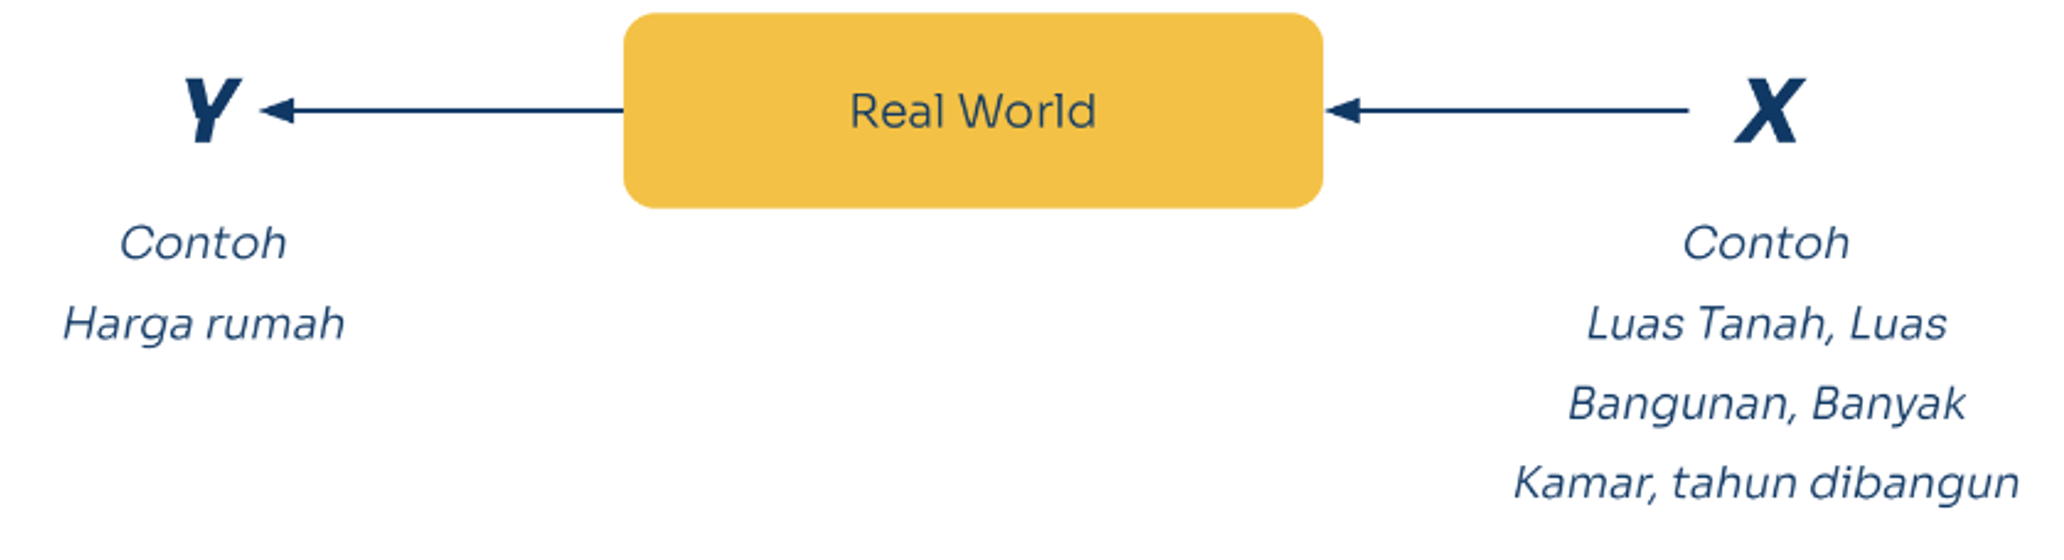 Y
Real World
X
Contoh
Harga rumah
Contoh
Luas Tanah, Luas
Bangunan, Banyak
Kamar, tahun dibangun